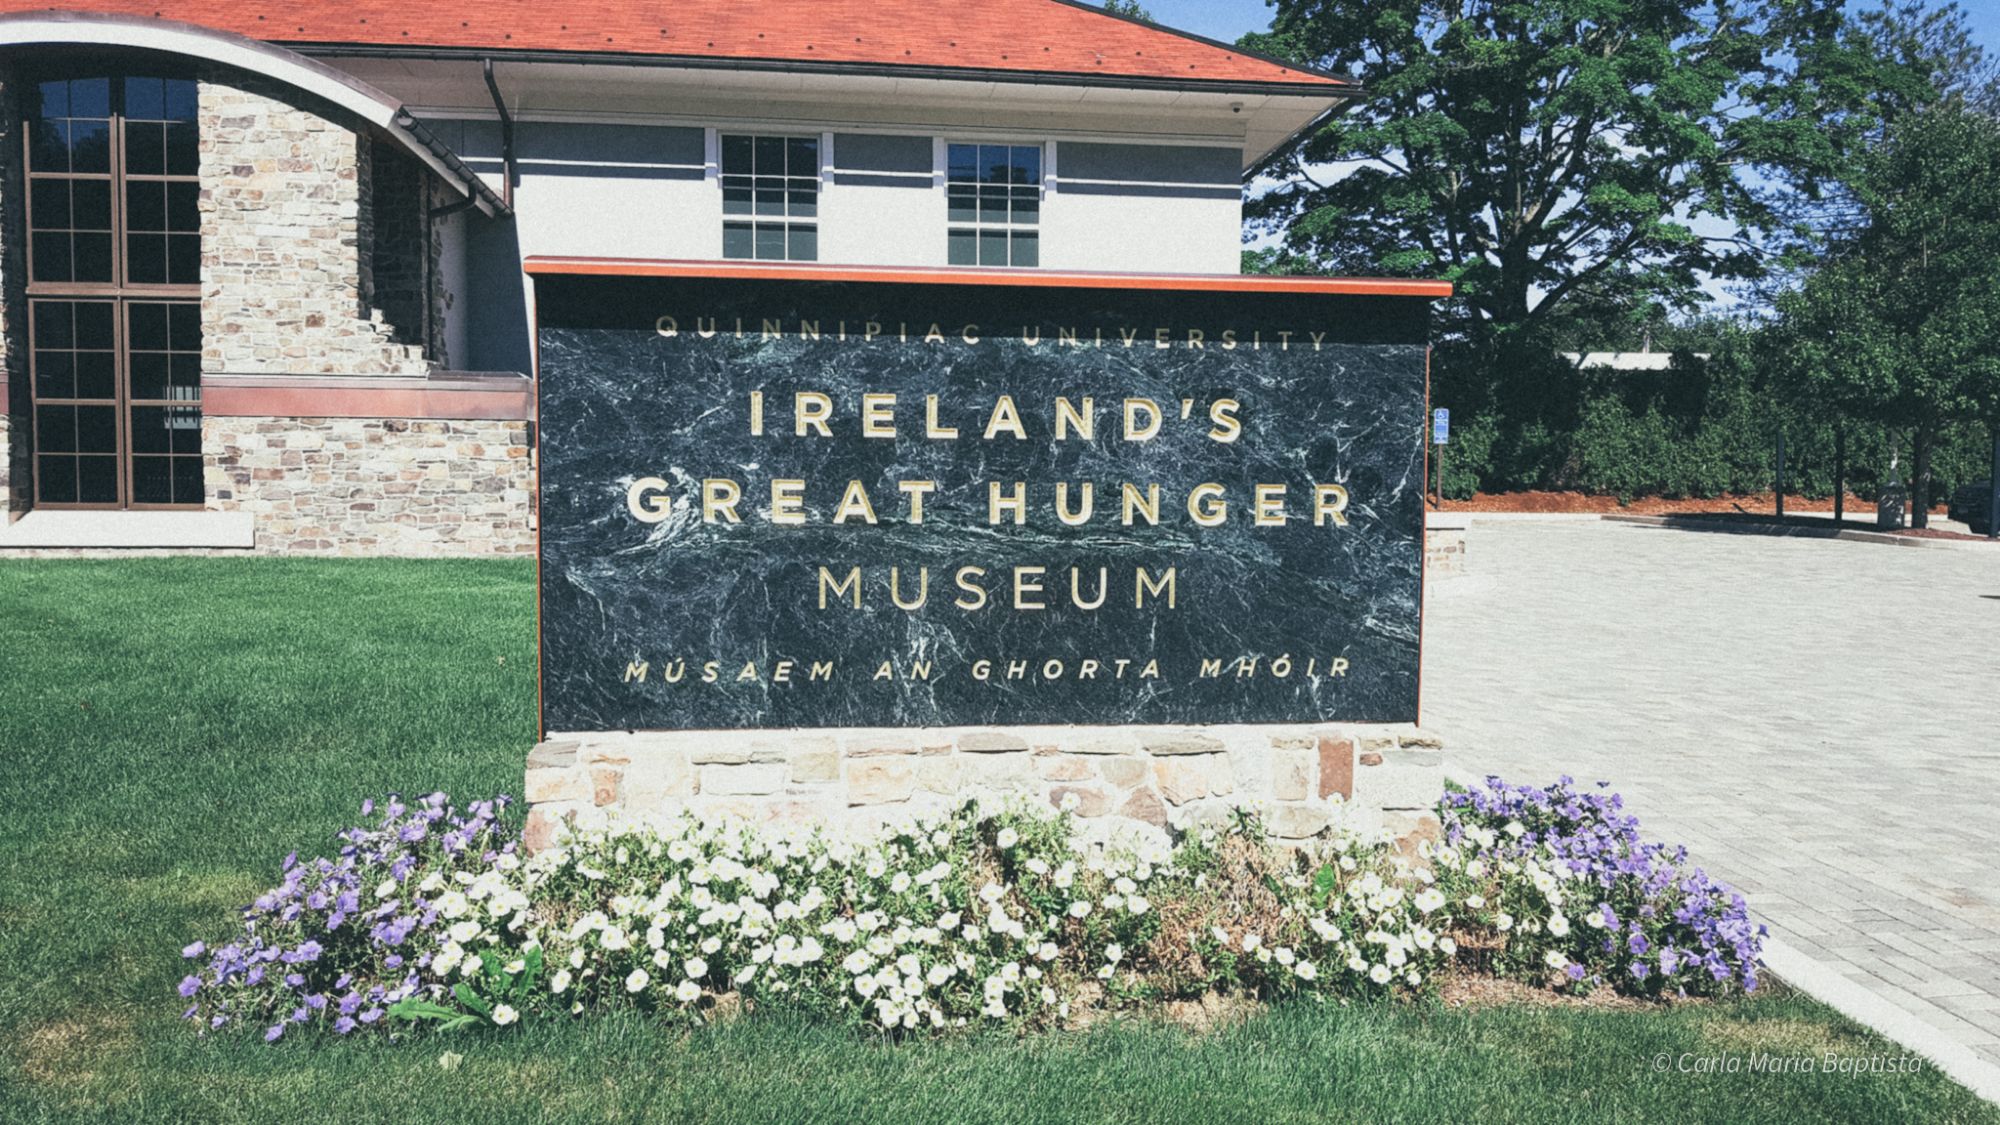 QUINNIPIAC UNIVERSITY
IRELAND'S
GREAT HUNGER
MUSEUM
MÚSAEM AN GHORTA MHÓIR
© Carla Maria Baptista